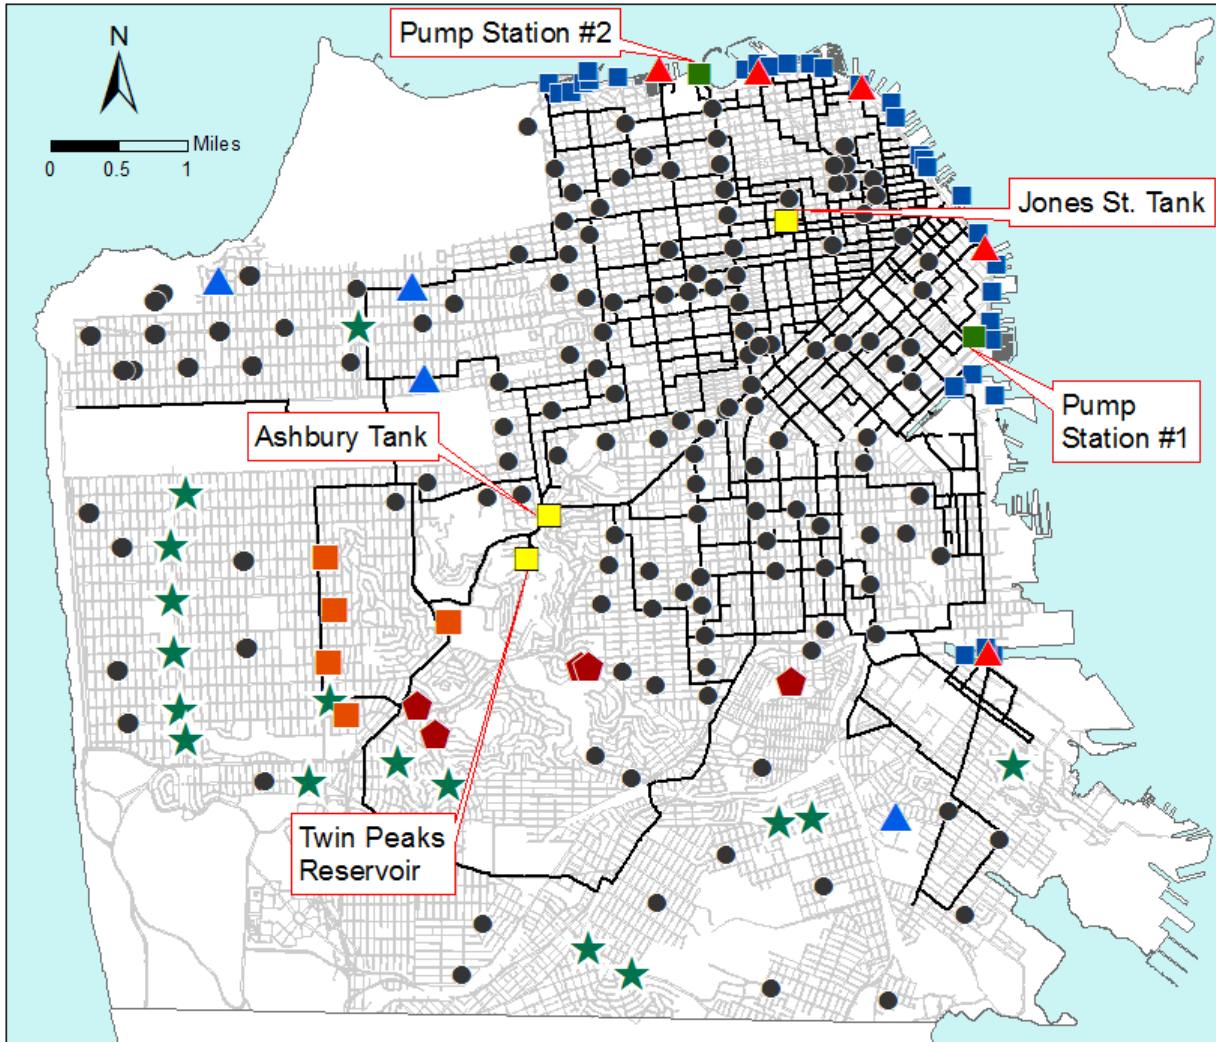 Pump Station #2
N
Miles
0 0.5 1
Jones St. Tank
Ashbury Tank
Pump
Station #1
Twin Peaks
Reservoir